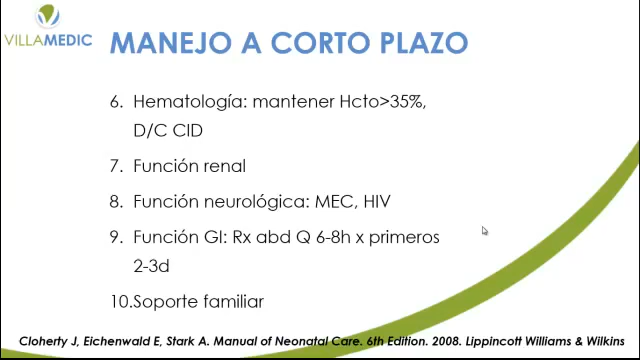 VILLAMEDIC
MANEJO A CORTO PLAZO
6. Hematología: mantener Hcto>35%,
D/C CID
7. Función renal
8. Función neurológica: MEC, HIV
9. Función GI: Rx abd Q 6-8h x primeros
2-3d
10.Soporte familiar
Cloherty J, Eichenwald E, Stark A. Manual of Neonatal Care. 6th Edition. 2008. Lippincott Williams & Wilkins